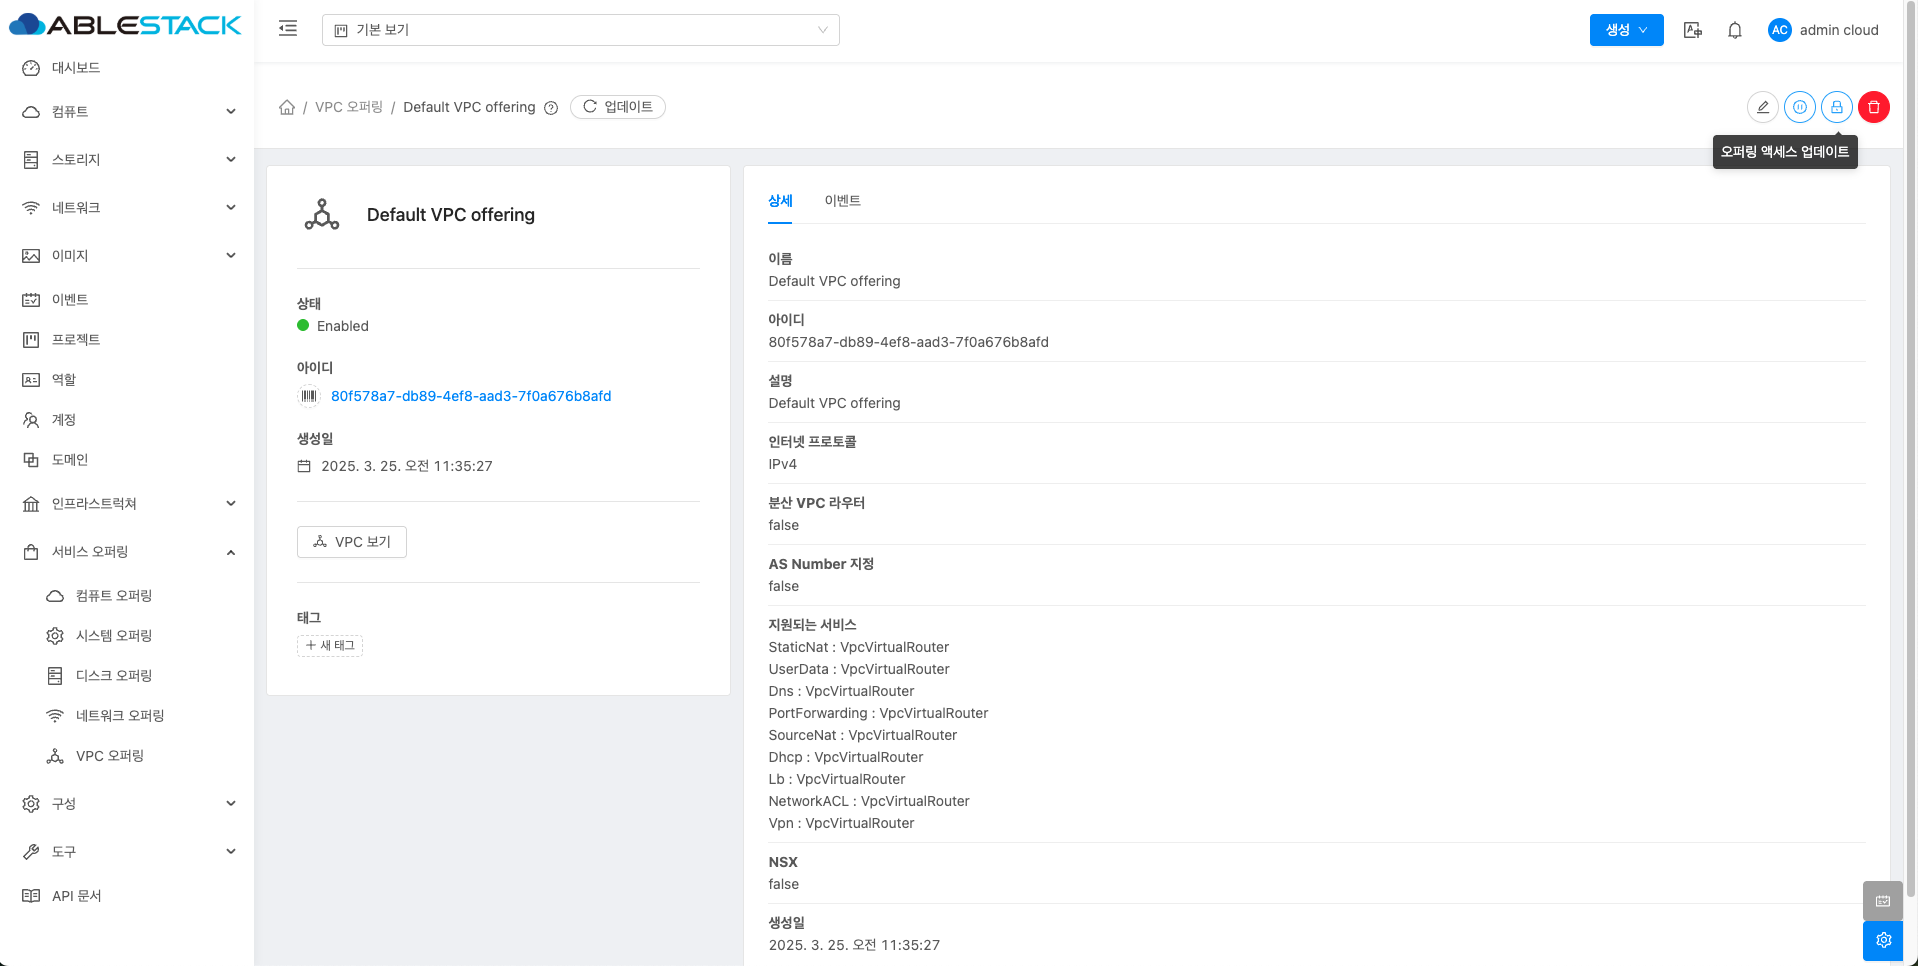 ABLESTACK
기본 보기
생성
AC
admin cloud
대시보드
컴퓨트
스토리지
네트워크
이미지
이벤트
프로젝트
역할
계정
도메인
인프라스트럭쳐
서비스 오퍼링
컴퓨트 오퍼링
시스템 오퍼링
디스크 오퍼링
네트워크 오퍼링
VPC 오퍼링
구성
도구
API 문서
/ VPC 오퍼링 / Default VPC offering
업데이트
오퍼링 액세스 업데이트
Default VPC offering
상태
Enabled
아이디
80f578a7-db89-4ef8-aad3-7f0a676b8afd
생성일
2025. 3. 25. 오전 11:35:27
VPC 보기
태그
+ 새 태그
상세
이벤트
이름
Default VPC offering
아이디
80f578a7-db89-4ef8-aad3-7f0a676b8afd
설명
Default VPC offering
인터넷 프로토콜
IPv4
분산 VPC 라우터
false
AS Number 지정
false
지원되는 서비스
StaticNat : VpcVirtualRouter
UserData : VpcVirtualRouter
Dns : VpcVirtualRouter
PortForwarding : VpcVirtualRouter
SourceNat : VpcVirtualRouter
Dhcp : VpcVirtualRouter
Lb : VpcVirtualRouter
NetworkACL : VpcVirtualRouter
Vpn : VpcVirtualRouter
NSX
false
생성일
2025. 3. 25. 오전 11:35:27